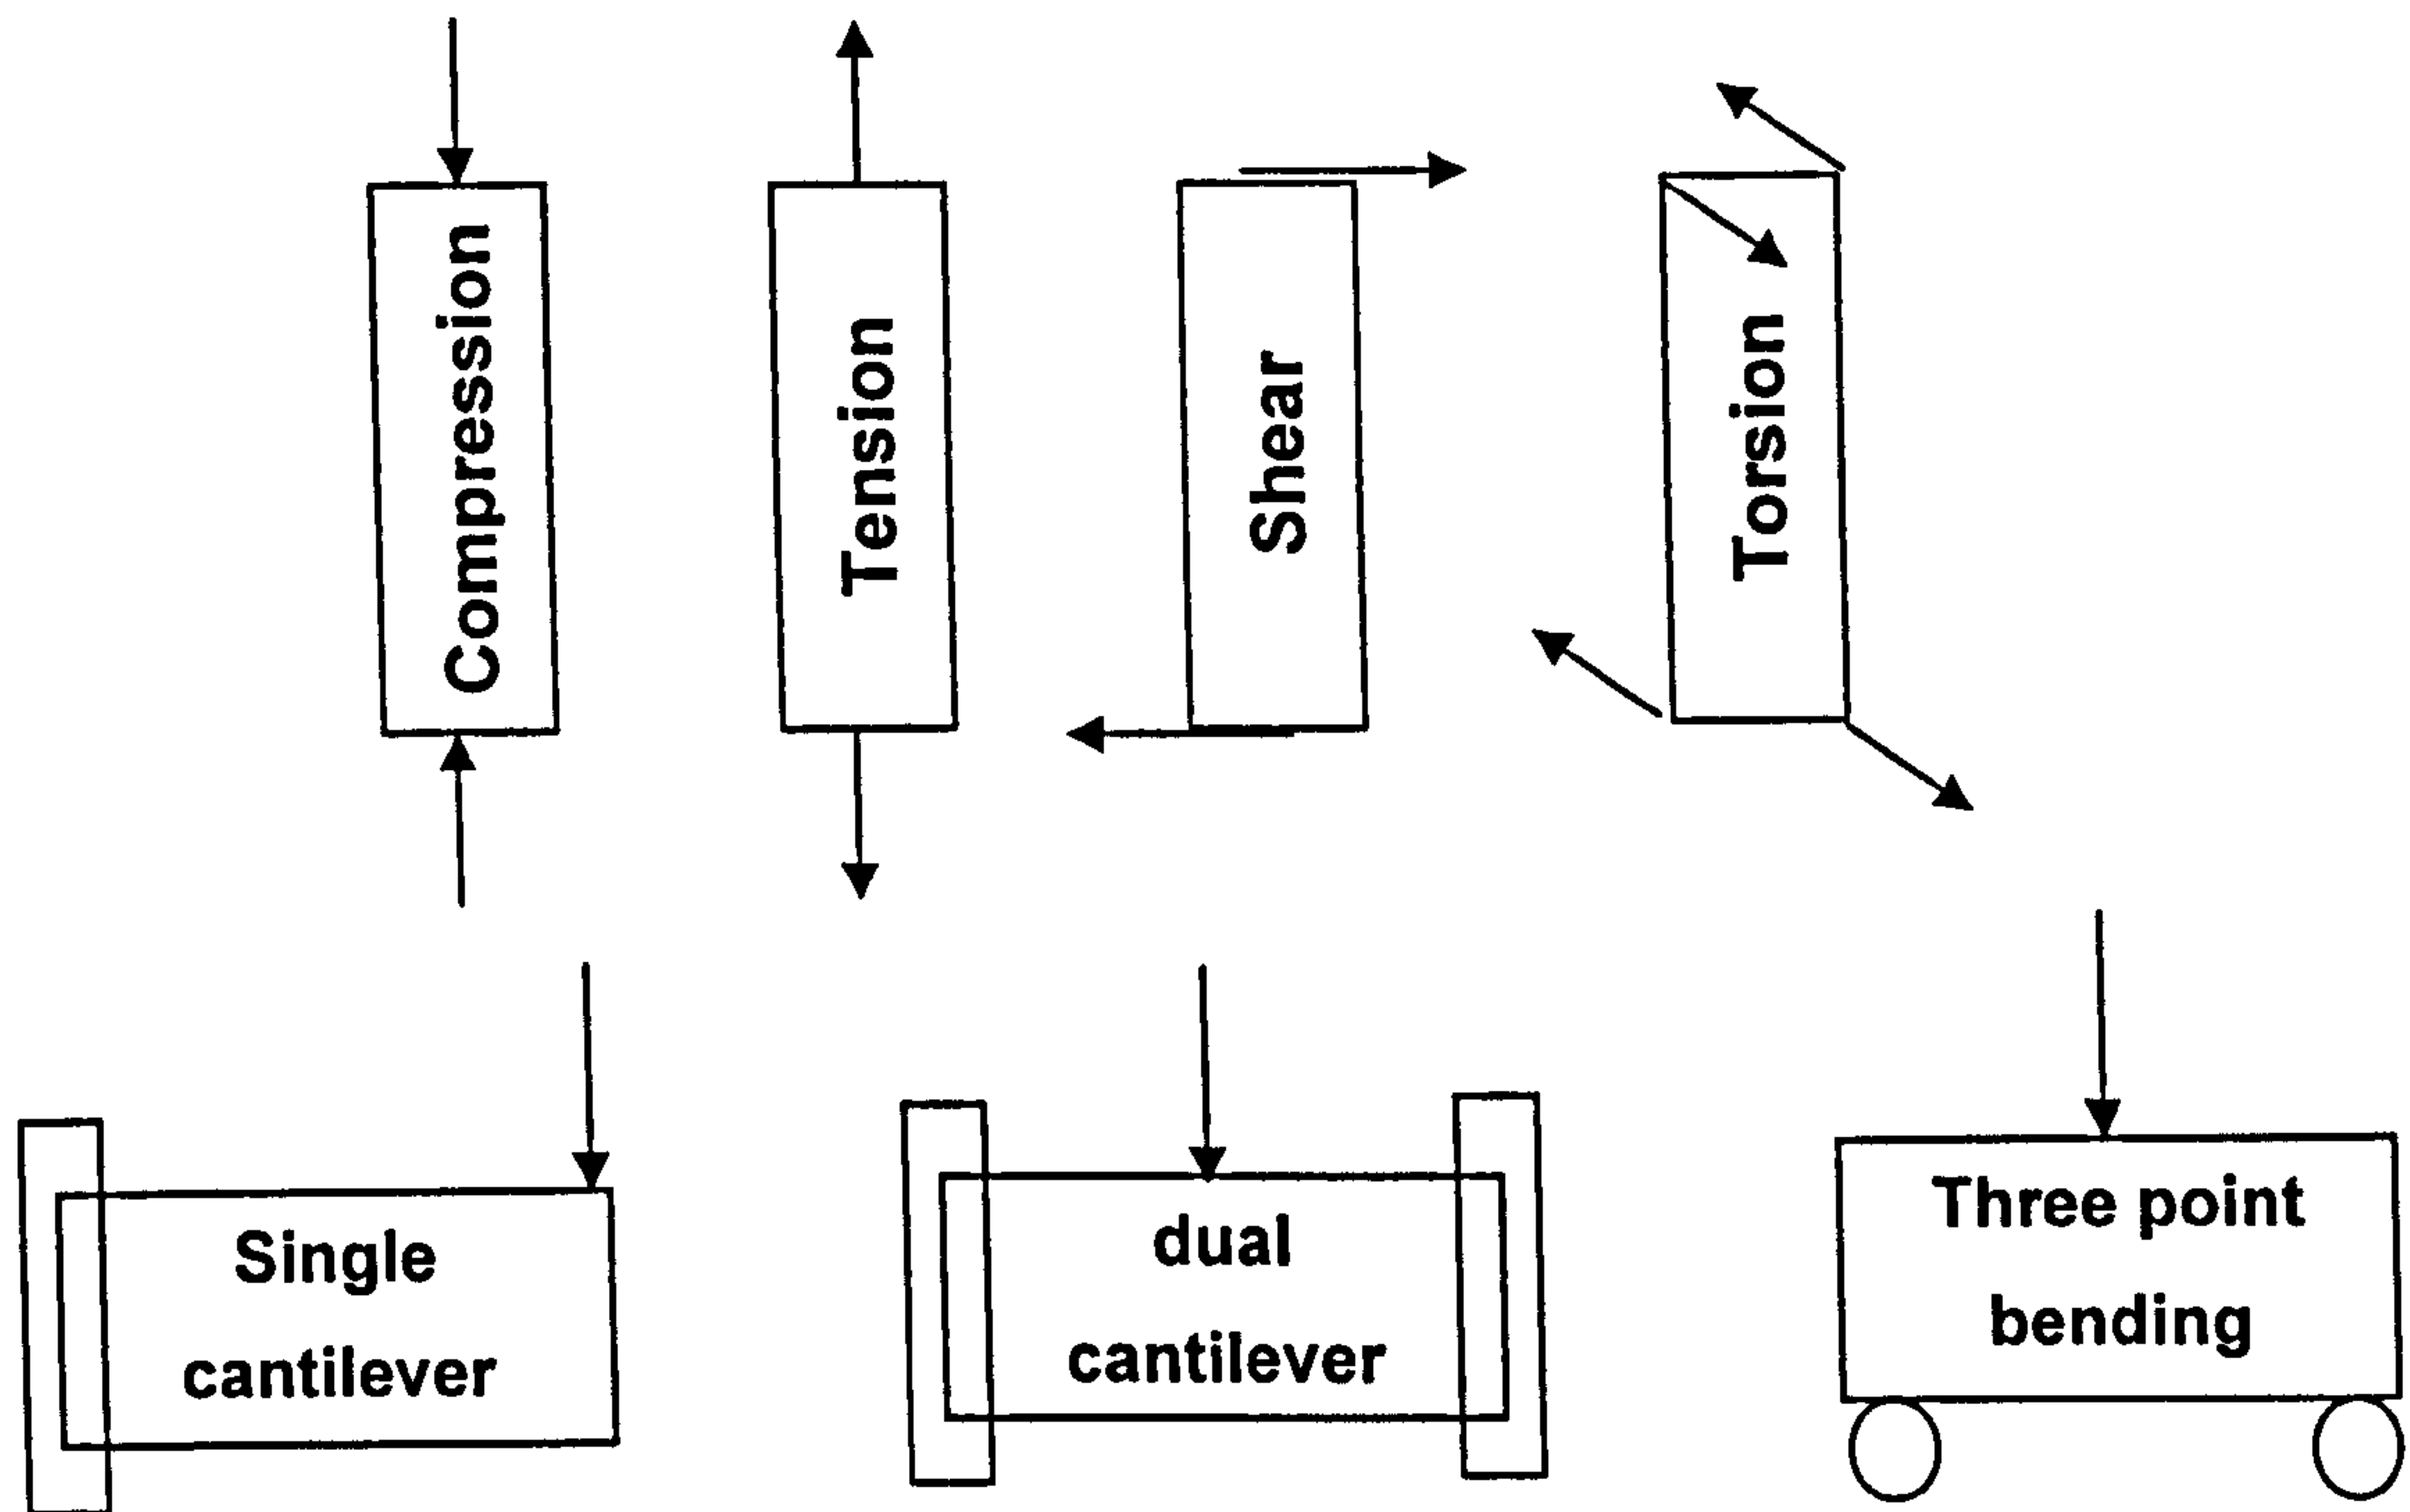 Compression
Tension
Shear
Torsion
Single
cantilever
dual
cantilever
Three point
bending